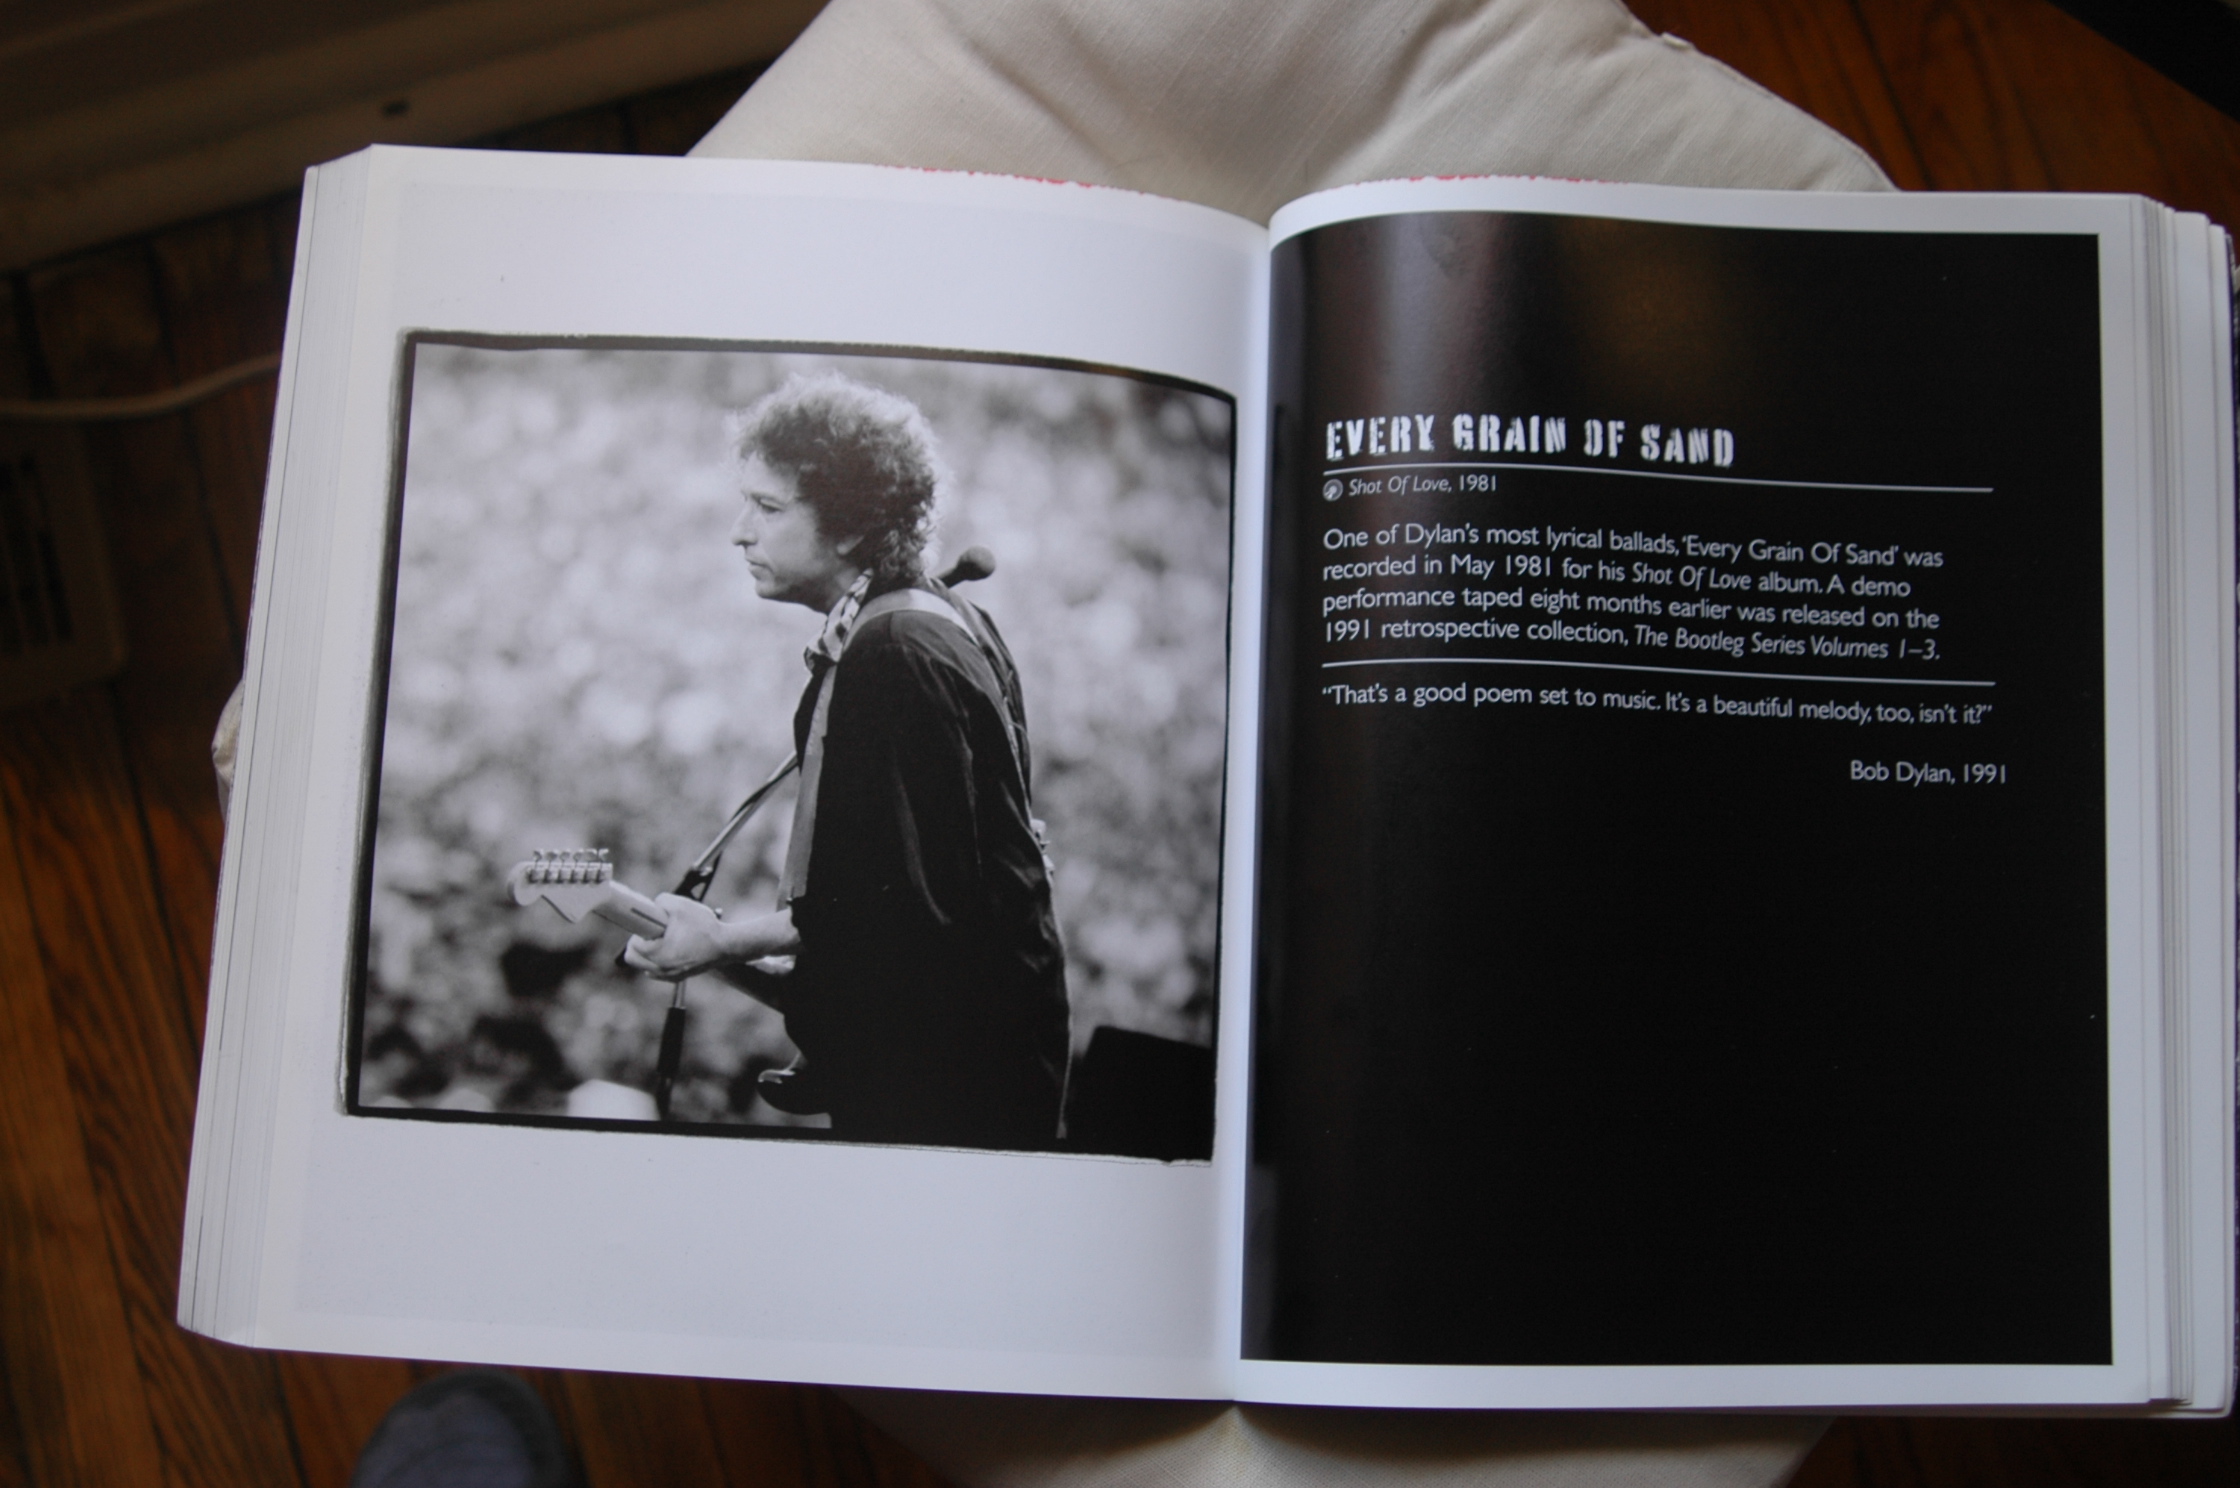 EVERY GRAIN OF SAND
Shot Of Love, 1981
One of Dylan's most lyrical ballads, 'Every Grain Of Sand' was
recorded in May 1981 for his Shot Of Love album. A demo
performance taped eight months earlier was released on the
1991 retrospective collection, The Bootleg Series Volumes 1–3.
"That's a good poem set to music. It's a beautiful melody, too, isn't it?"
Bob Dylan, 1991